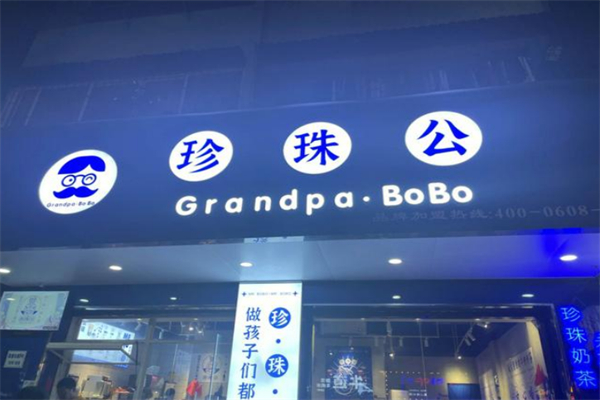 珍珠公
Grandpa·BoBo
Grandpa·BoBo
品牌加盟热线:400-0608-
做孩子们都
珍·珠·
珍珠奶茶